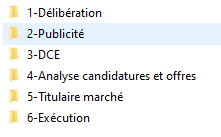 1-Délibération
2-Publicité
3-DCE
4-Analyse candidatures et offres
5-Titulaire marché
6-Exécution